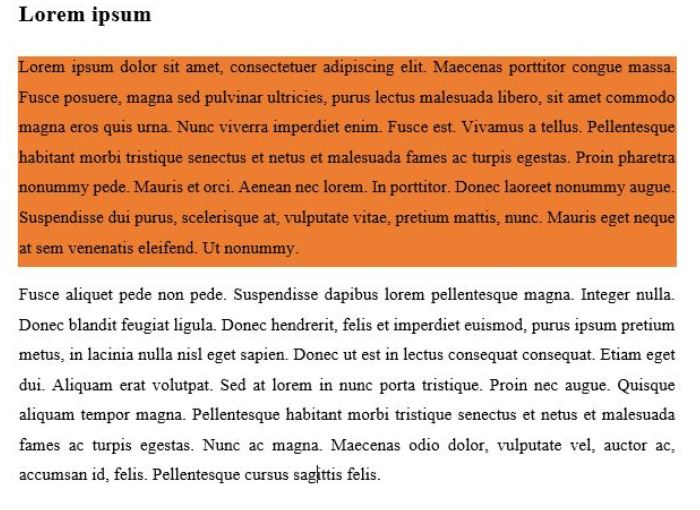 Lorem ipsum
Lorem ipsum dolor sit amet, consectetuer adipiscing elit. Maecenas porttitor congue massa.
Fusce posuere, magna sed pulvinar ultricies, purus lectus malesuada libero, sit amet commodo
magna eros quis urna. Nunc viverra imperdiet enim. Fusce est. Vivamus a tellus. Pellentesque
habitant morbi tristique senectus et netus et malesuada fames ac turpis egestas. Proin pharetra
nonummy pede. Mauris et orci. Aenean nec lorem. In porttitor. Donec laoreet nonummy augue.
Suspendisse dui purus, scelerisque at, vulputate vitae, pretium mattis, nunc. Mauris eget neque
at sem venenatis eleifend. Ut nonummy.
Fusce aliquet pede non pede. Suspendisse dapibus lorem pellentesque magna. Integer nulla.
Donec blandit feugiat ligula. Donec hendrerit, felis et imperdiet euismod, purus ipsum pretium
metus, in lacinia nulla nisl eget sapien. Donec ut est in lectus consequat consequat. Etiam eget
dui. Aliquam erat volutpat. Sed at lorem in nunc porta tristique. Proin nec augue. Quisque
aliquam tempor magna. Pellentesque habitant morbi tristique senectus et netus et malesuada
fames ac turpis egestas. Nunc ac magna. Maecenas odio dolor, vulputate vel, auctor ac,
accumsan id, felis. Pellentesque cursus sagittis felis.